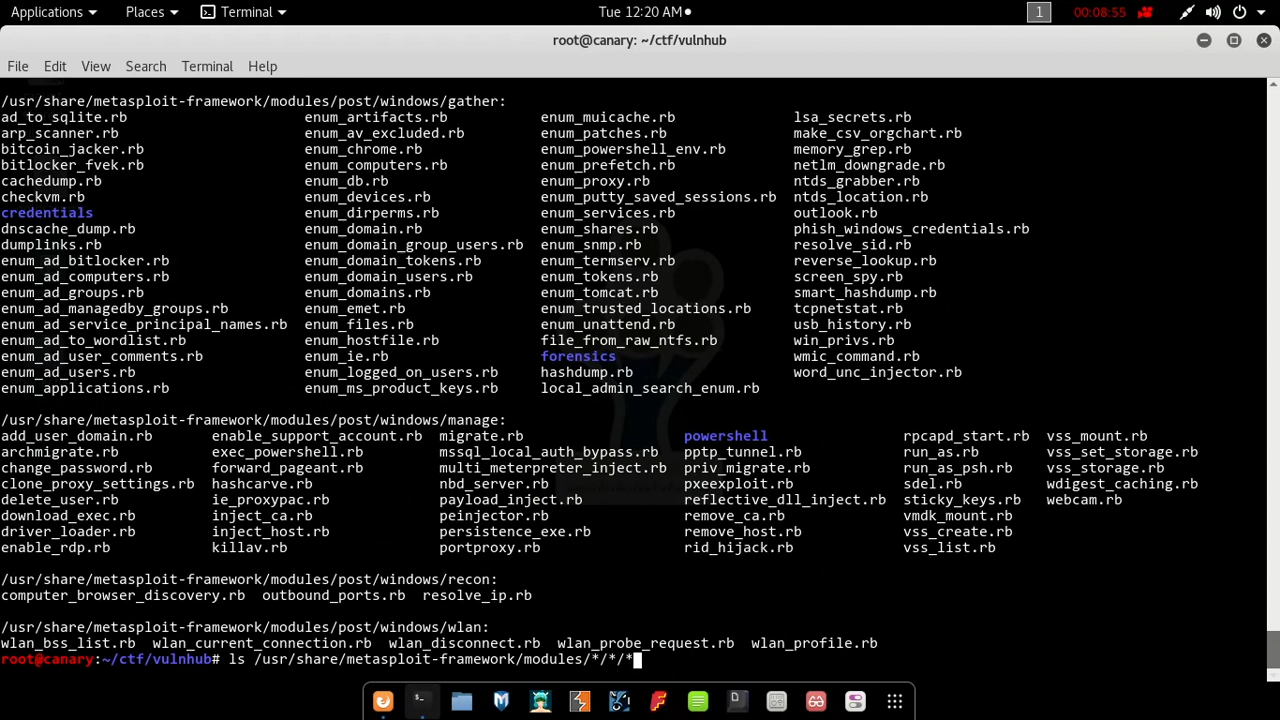 Applications Places Terminal Tue 12:20 AM 1 00:08:55
root@canary: ~/ctf/vulnhub
File Edit View Search Terminal Help
/usr/share/metasploit-framework/modules/post/windows/gather:
ad_to_sqlite.rb enum_artifacts.rb enum_muicache.rb lsa_secrets.rb
arp_scanner.rb enum_av_excluded.rb enum_patches.rb make_csv_orgchart.rb
bitcoin_jacker.rb enum_chrome.rb enum_powershell_env.rb memory_grep.rb
bitlocker_fvek.rb enum_computers.rb enum_prefetch.rb netlm_downgrade.rb
cachedump.rb enum_db.rb enum_proxy.rb ntds_grabber.rb
checkvm.rb enum_devices.rb enum_putty_saved_sessions.rb ntds_location.rb
credentials enum_dirperms.rb enum_services.rb outlook.rb
dnscache_dump.rb enum_domain.rb enum_shares.rb phish_windows_credentials.rb
dumplinks.rb enum_domain_group_users.rb enum_snmp.rb resolve_sid.rb
enum_ad_bitlocker.rb enum_domain_tokens.rb enum_termserv.rb reverse_lookup.rb
enum_ad_computers.rb enum_domain_users.rb enum_tokens.rb screen_spy.rb
enum_ad_groups.rb enum_domains.rb enum_tomcat.rb smart_hashdump.rb
enum_ad_managedby_groups.rb enum_emet.rb enum_trusted_locations.rb tcpnetstat.rb
enum_ad_service_principal_names.rb enum_files.rb enum_unattend.rb usb_history.rb
enum_ad_to_wordlist.rb enum_hostfile.rb file_from_raw_ntfs.rb win_privs.rb
enum_ad_user_comments.rb enum_ie.rb forensics wmic_command.rb
enum_ad_users.rb enum_logged_on_users.rb hashdump.rb word_unc_injector.rb
enum_applications.rb enum_ms_product_keys.rb local_admin_search_enum.rb
/usr/share/metasploit-framework/modules/post/windows/manage:
add_user_domain.rb enable_support_account.rb migrate.rb powershell rpcapd_start.rb vss_mount.rb
archmigrate.rb exec_powershell.rb mssql_local_auth_bypass.rb pptp_tunnel.rb run_as.rb vss_set_storage.rb
change_password.rb forward_pageant.rb multi_meterpreter_inject.rb priv_migrate.rb run_as_psh.rb vss_storage.rb
clone_proxy_settings.rb hashcarve.rb nbd_server.rb pxeexploit.rb sdel.rb wdigest_caching.rb
delete_user.rb ie_proxypac.rb payload_inject.rb reflective_dll_inject.rb sticky_keys.rb webcam.rb
download_exec.rb inject_ca.rb peinjector.rb remove_ca.rb vmdk_mount.rb
driver_loader.rb inject_host.rb persistence_exe.rb remove_host.rb vss_create.rb
enable_rdp.rb killav.rb portproxy.rb rid_hijack.rb vss_list.rb
/usr/share/metasploit-framework/modules/post/windows/recon:
computer_browser_discovery.rb outbound_ports.rb resolve_ip.rb
/usr/share/metasploit-framework/modules/post/windows/wlan:
wlan_bss_list.rb wlan_current_connection.rb wlan_disconnect.rb wlan_probe_request.rb wlan_profile.rb
root@canary:~/ctf/vulnhub# ls /usr/share/metasploit-framework/modules/*/*/*